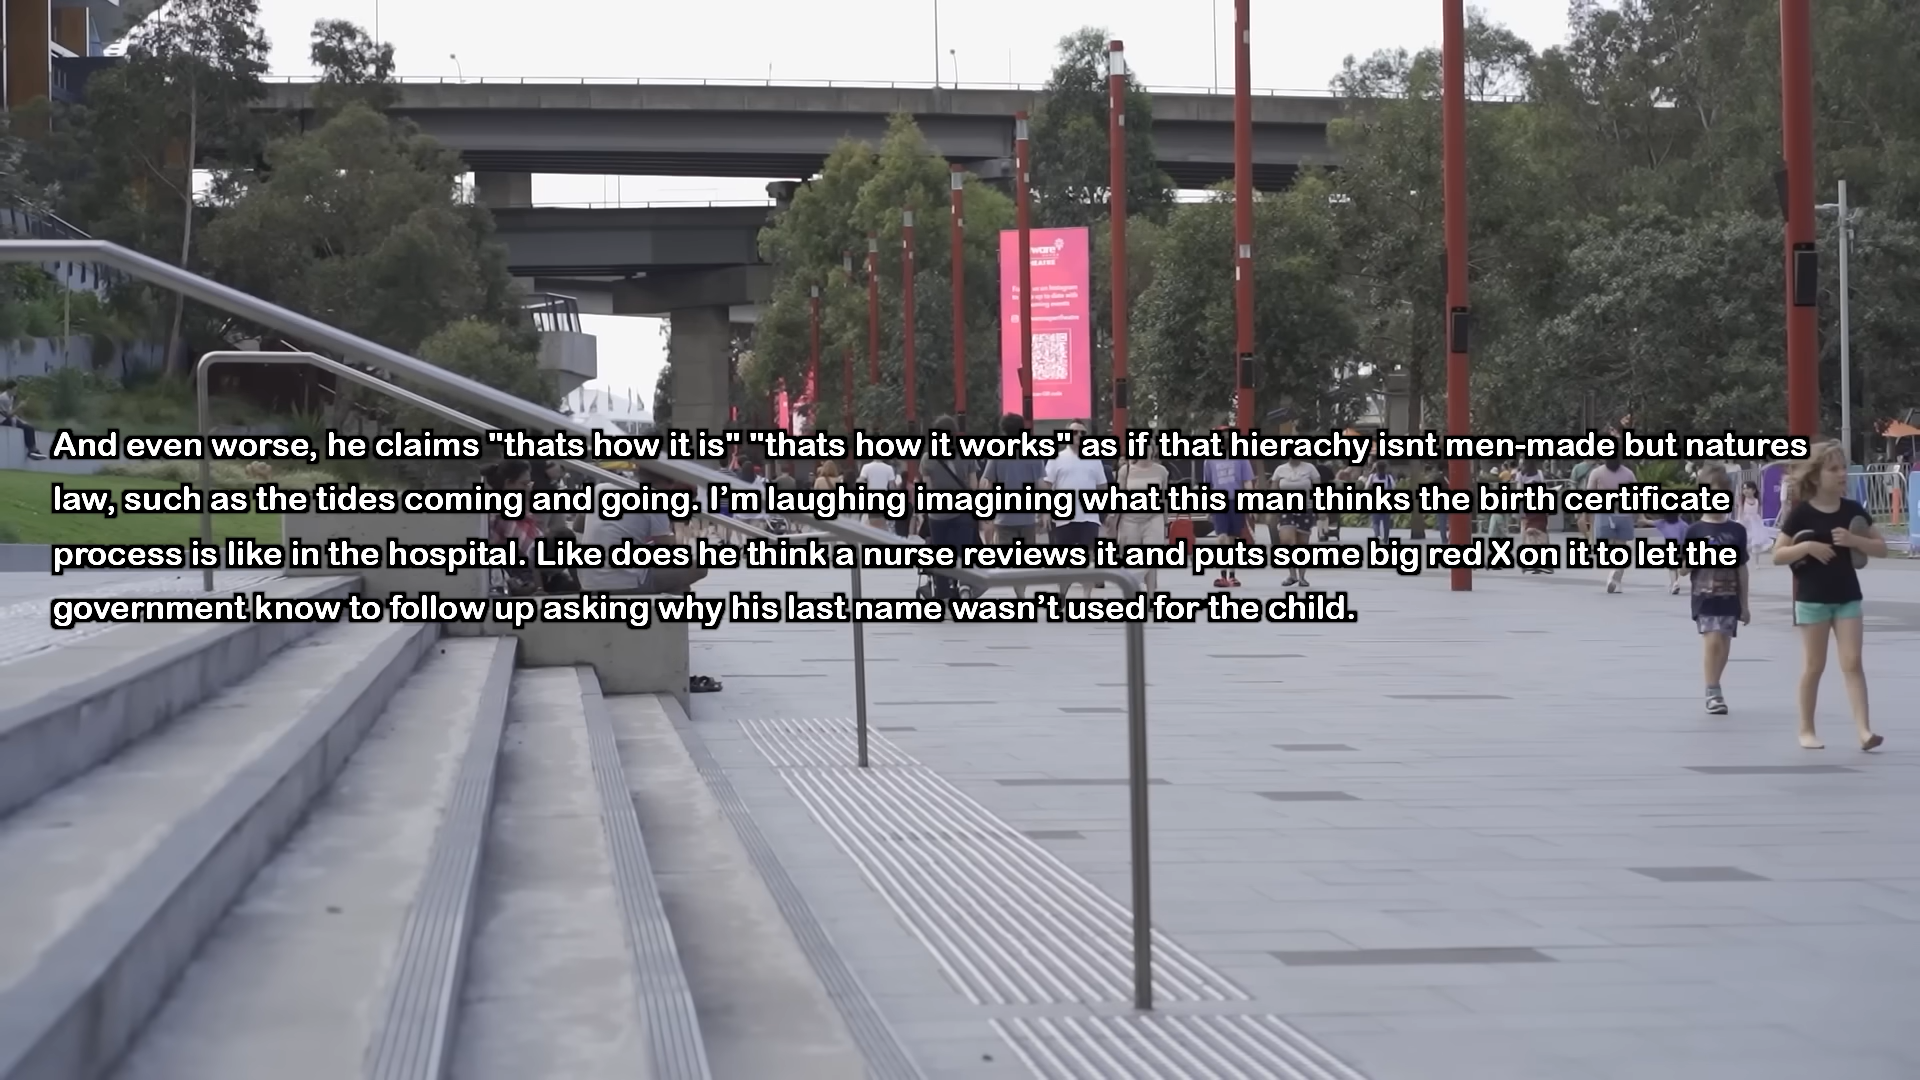 And even worse, he claims "thats how it is" "thats how it works" as if that hierachy isnt men-made but natures
law, such as the tides coming and going. I’m laughing imagining what this man thinks the birth certificate
process is like in the hospital. Like does he think a nurse reviews it and puts some big red X on it to let the
government know to follow up asking why his last name wasn’t used for the child.